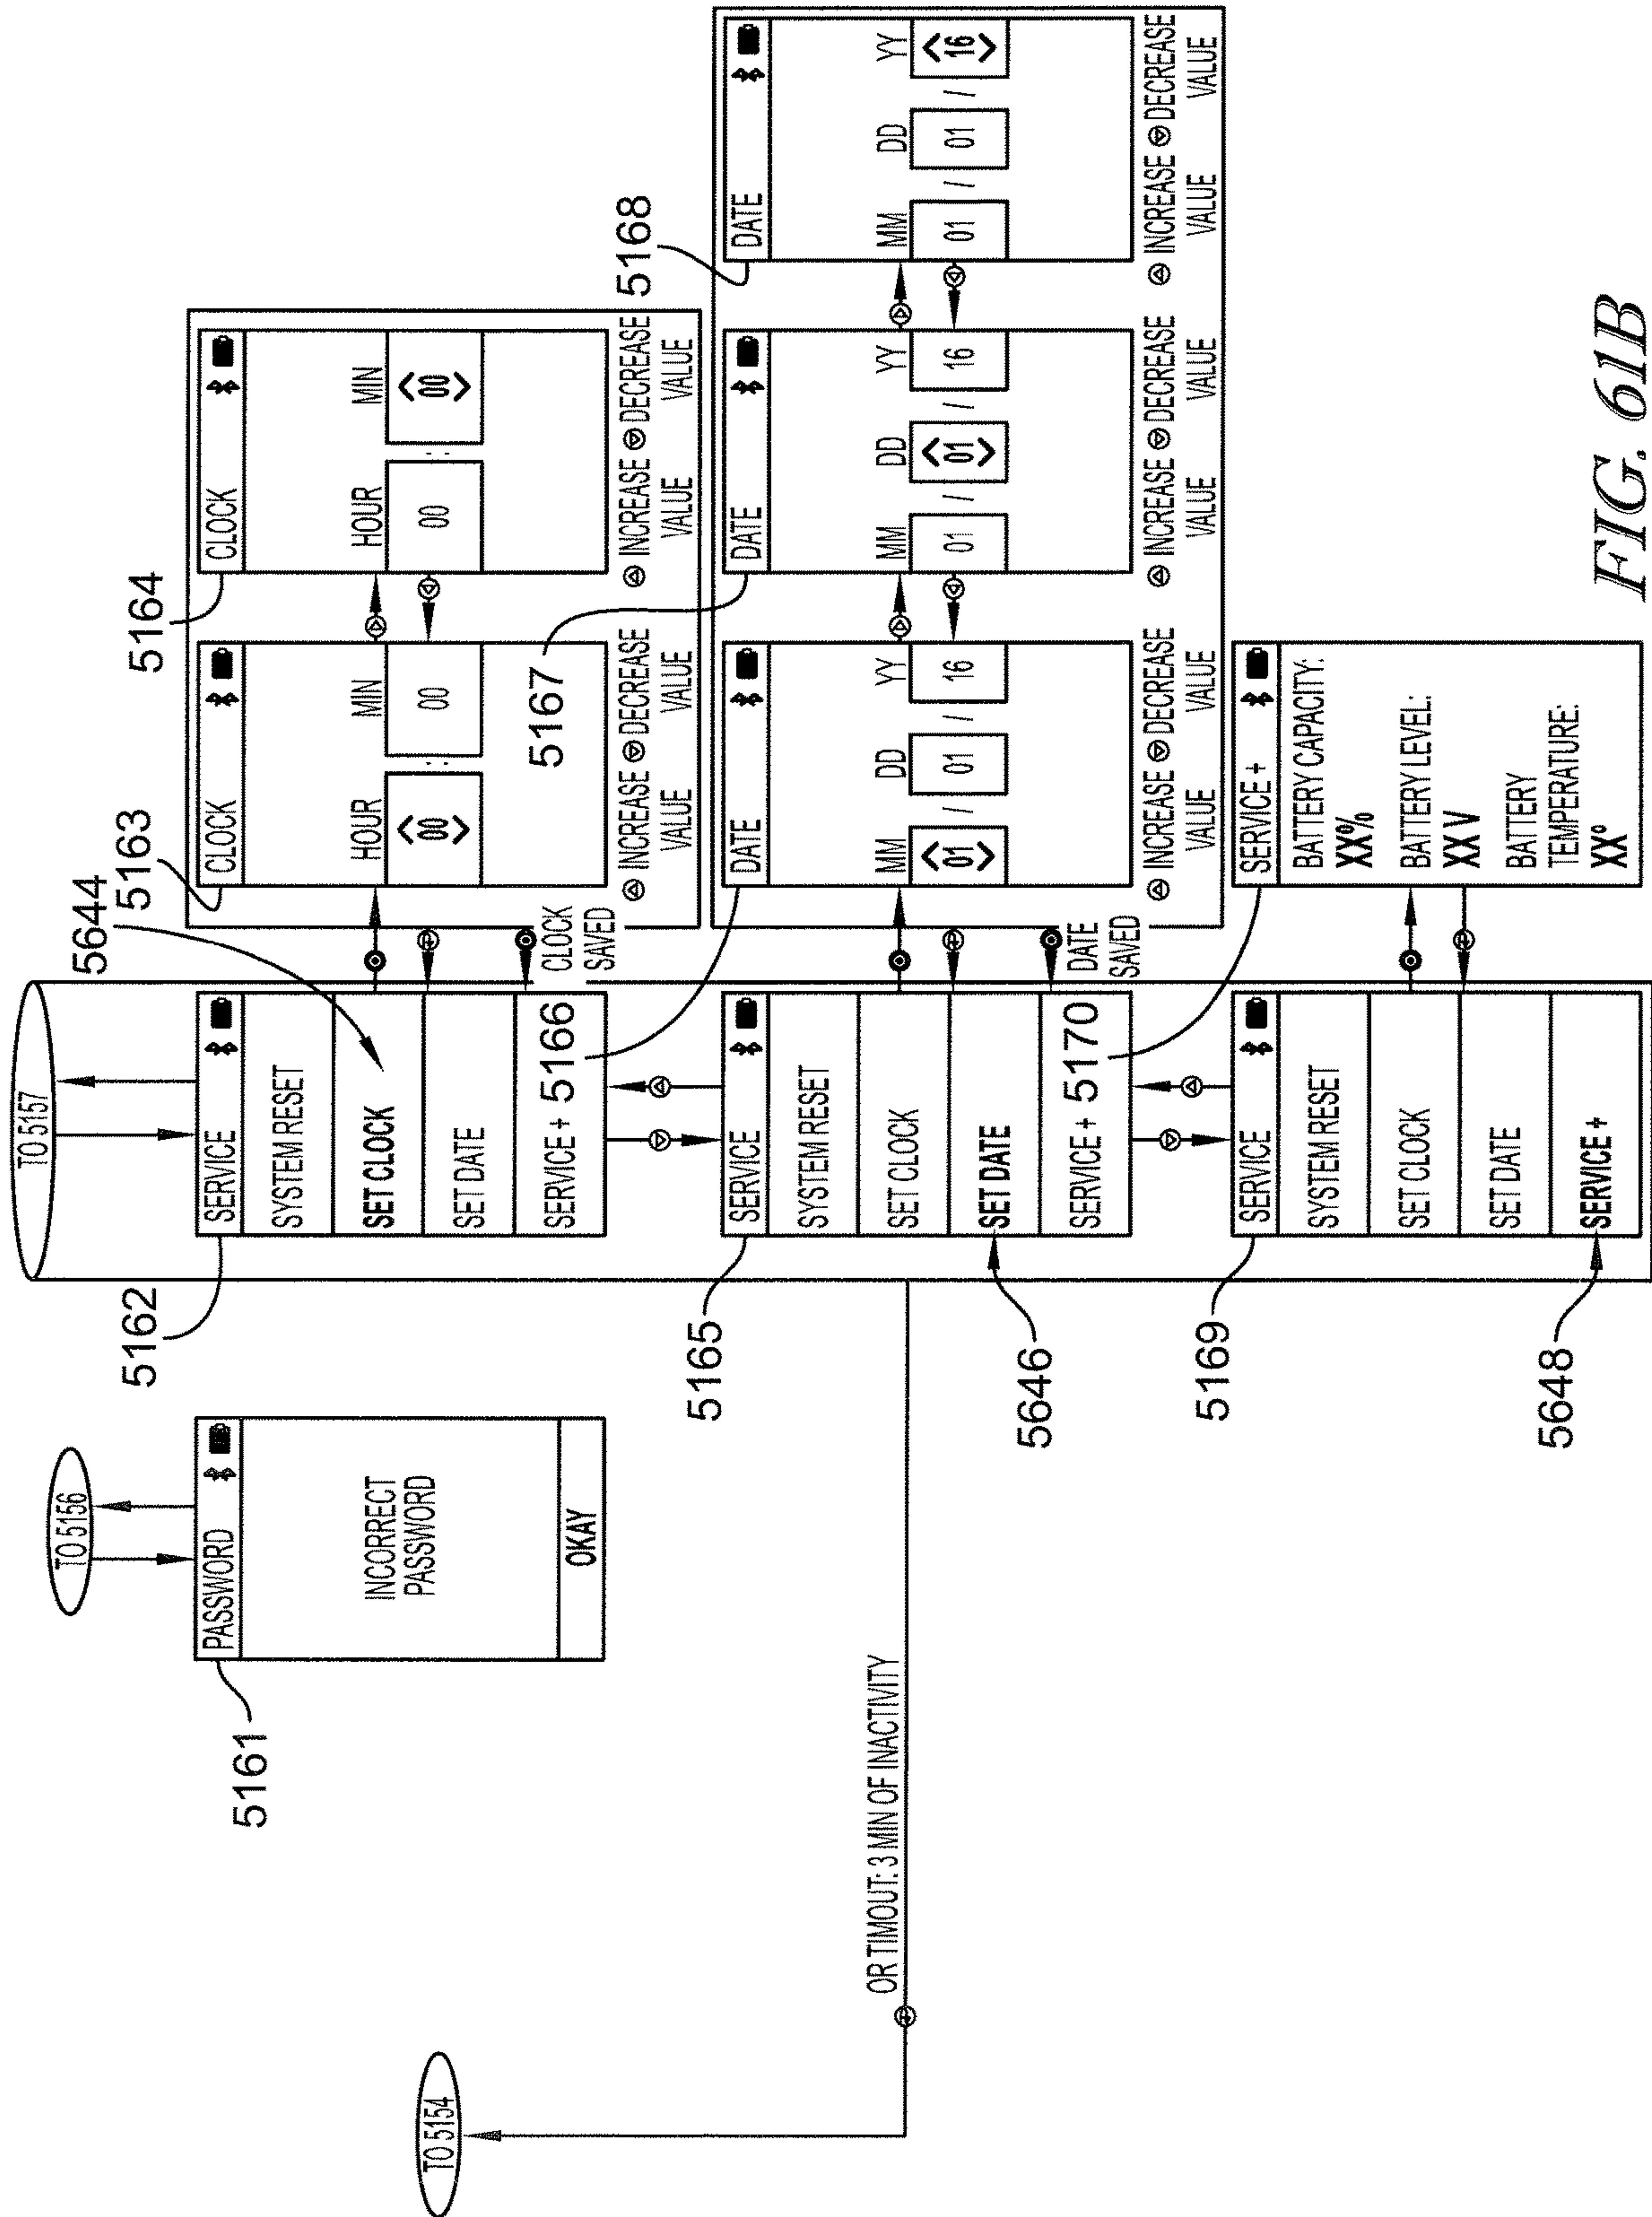 TO 5154
OR TIMOUT: 3 MIN OF INACTIVITY
TO 5156
5161
PASSWORD
INCORRECT
PASSWORD
OKAY
TO 5157
5162
SERVICE
SYSTEM RESET
SET CLOCK
SET DATE
SERVICE +
5644
5163
CLOCK
HOUR MIN
00 : 00
INCREASE VALUE
DECREASE VALUE
5164
CLOCK
HOUR MIN
00 : 00
INCREASE VALUE
DECREASE VALUE
CLOCK
SAVED
5165
SERVICE
SYSTEM RESET
SET CLOCK
SET DATE
SERVICE +
5646
5166
DATE
MM DD YY
01 / 01 / 16
INCREASE VALUE
DECREASE VALUE
5167
DATE
MM DD YY
01 / 01 / 16
INCREASE VALUE
DECREASE VALUE
5168
DATE
MM DD YY
01 / 01 / 16
INCREASE VALUE
DECREASE VALUE
DATE
SAVED
5169
SERVICE
SYSTEM RESET
SET CLOCK
SET DATE
SERVICE +
5648
5170
SERVICE +
BATTERY CAPACITY:
XX%
BATTERY LEVEL:
XX V
BATTERY
TEMPERATURE:
XX°
FIG. 61B